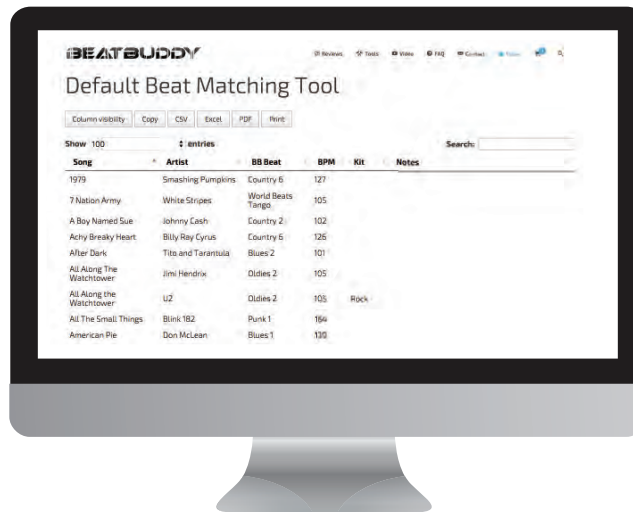 BEATBUDDY
Reviews Tools Video FAQ Contact
Default Beat Matching Tool
Column visibility Copy CSV Excel PDF Print
Show 100 entries Search:
Song Artist BB Beat BPM Kit Notes
1979 Smashing Pumpkins Country 6 127
7 Nation Army White Stripes World Beats Tango 105
A Boy Named Sue Johnny Cash Country 2 102
Achy Breaky Heart Billy Ray Cyrus Country 6 126
After Dark Tito and Tarantula Blues 2 101
All Along The Watchtower Jimi Hendrix Oldies 2 105
All Along the Watchtower U2 Oldies 2 105 Rock
All The Small Things Blink 182 Punk 1 164
American Pie Don McLean Blues 1 130